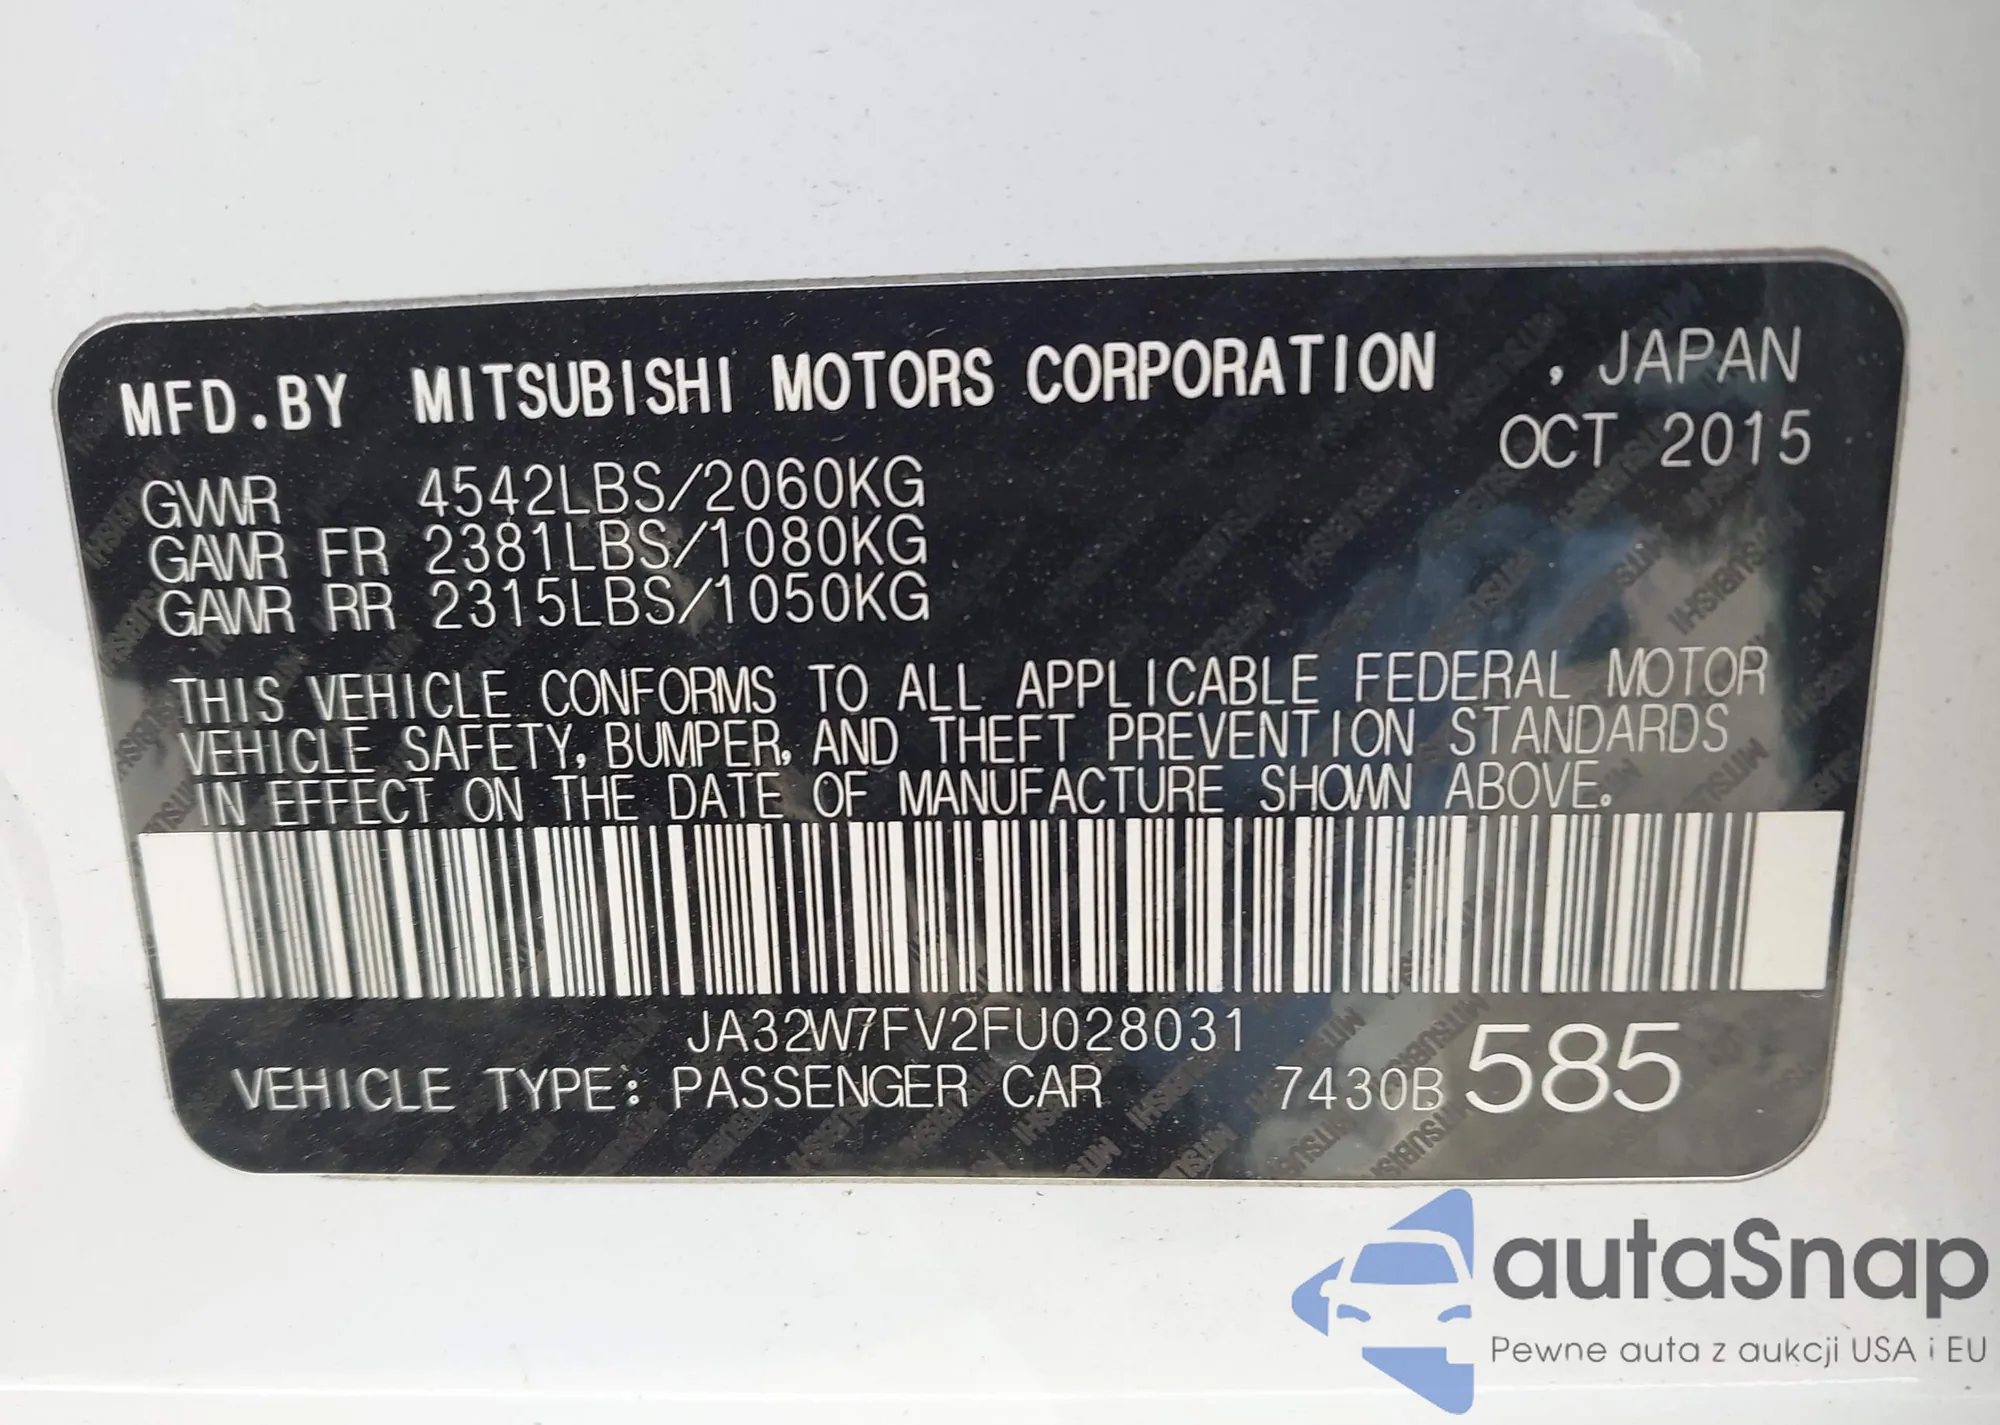 MFD.BY MITSUBISHI MOTORS CORPORATION , JAPAN
OCT 2015
GVWR 4542LBS/2060KG
GAWR FR 2381LBS/1080KG
GAWR RR 2315LBS/1050KG
THIS VEHICLE CONFORMS TO ALL APPLICABLE FEDERAL MOTOR
VEHICLE SAFETY, BUMPER, AND THEFT PREVENTION STANDARDS
IN EFFECT ON THE DATE OF MANUFACTURE SHOWN ABOVE.
JA32W7FV2FU028031
VEHICLE TYPE: PASSENGER CAR 7430B 585
autaSnap
Pewne auta z aukcji USA i EU